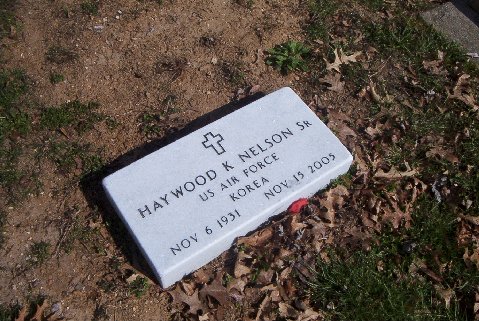 HAYWOOD K NELSON SR
US AIR FORCE
KOREA
NOV 6 1931 NOV 15 2005